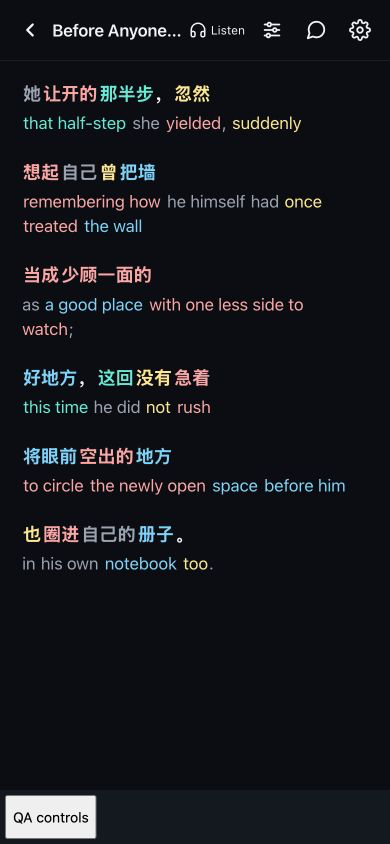 Before Anyone... Listen
她让开的那半步，忽然
that half-step she yielded, suddenly
想起自己曾把墙
remembering how he himself had once
treated the wall
当成少顾一面的
as a good place with one less side to
watch;
好地方，这回没有急着
this time he did not rush
将眼前空出的地方
to circle the newly open space before him
也圈进自己的册子。
in his own notebook too.
QA controls